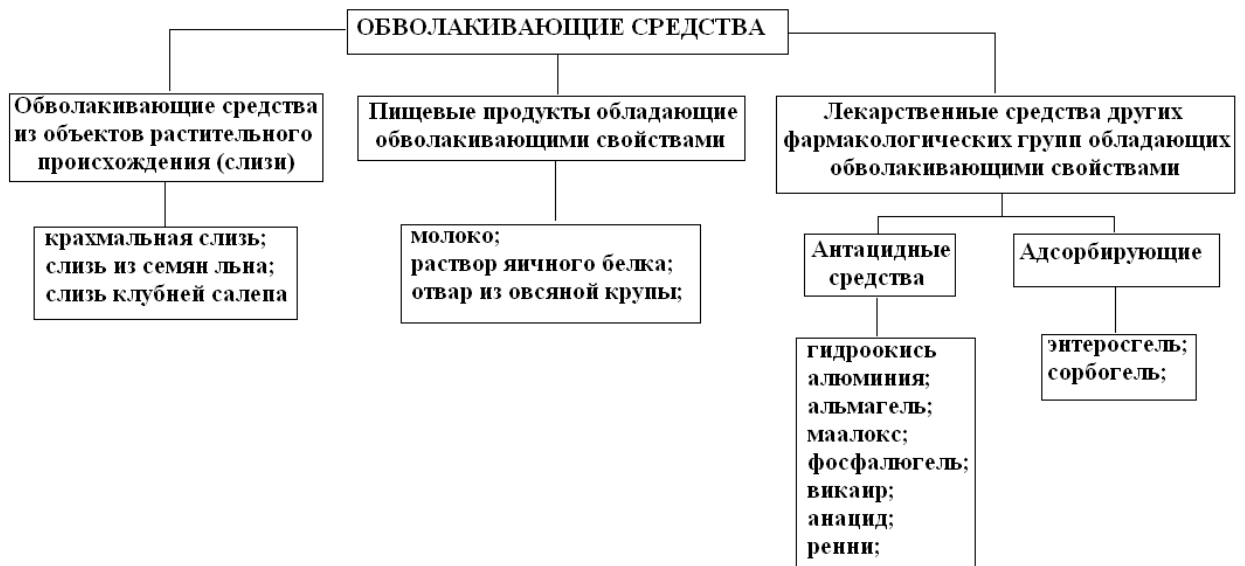 ОБВОЛАКИВАЮЩИЕ СРЕДСТВА
Обволакивающие средства
из объектов растительного
происхождения (слизи)
Пищевые продукты обладающие
обволакивающими свойствами
Лекарственные средства других
фармакологических групп обладающих
обволакивающими свойствами
крахмальная слизь;
слизь из семян льна;
слизь клубней салепа
молоко;
раствор яичного белка;
отвар из овсяной крупы;
Антацидные
средства
Адсорбирующие
гидроокись
алюминия;
альмагель;
маалокс;
фосфалюгель;
викаир;
анацид;
ренни;
энтеросгель;
сорбогель;